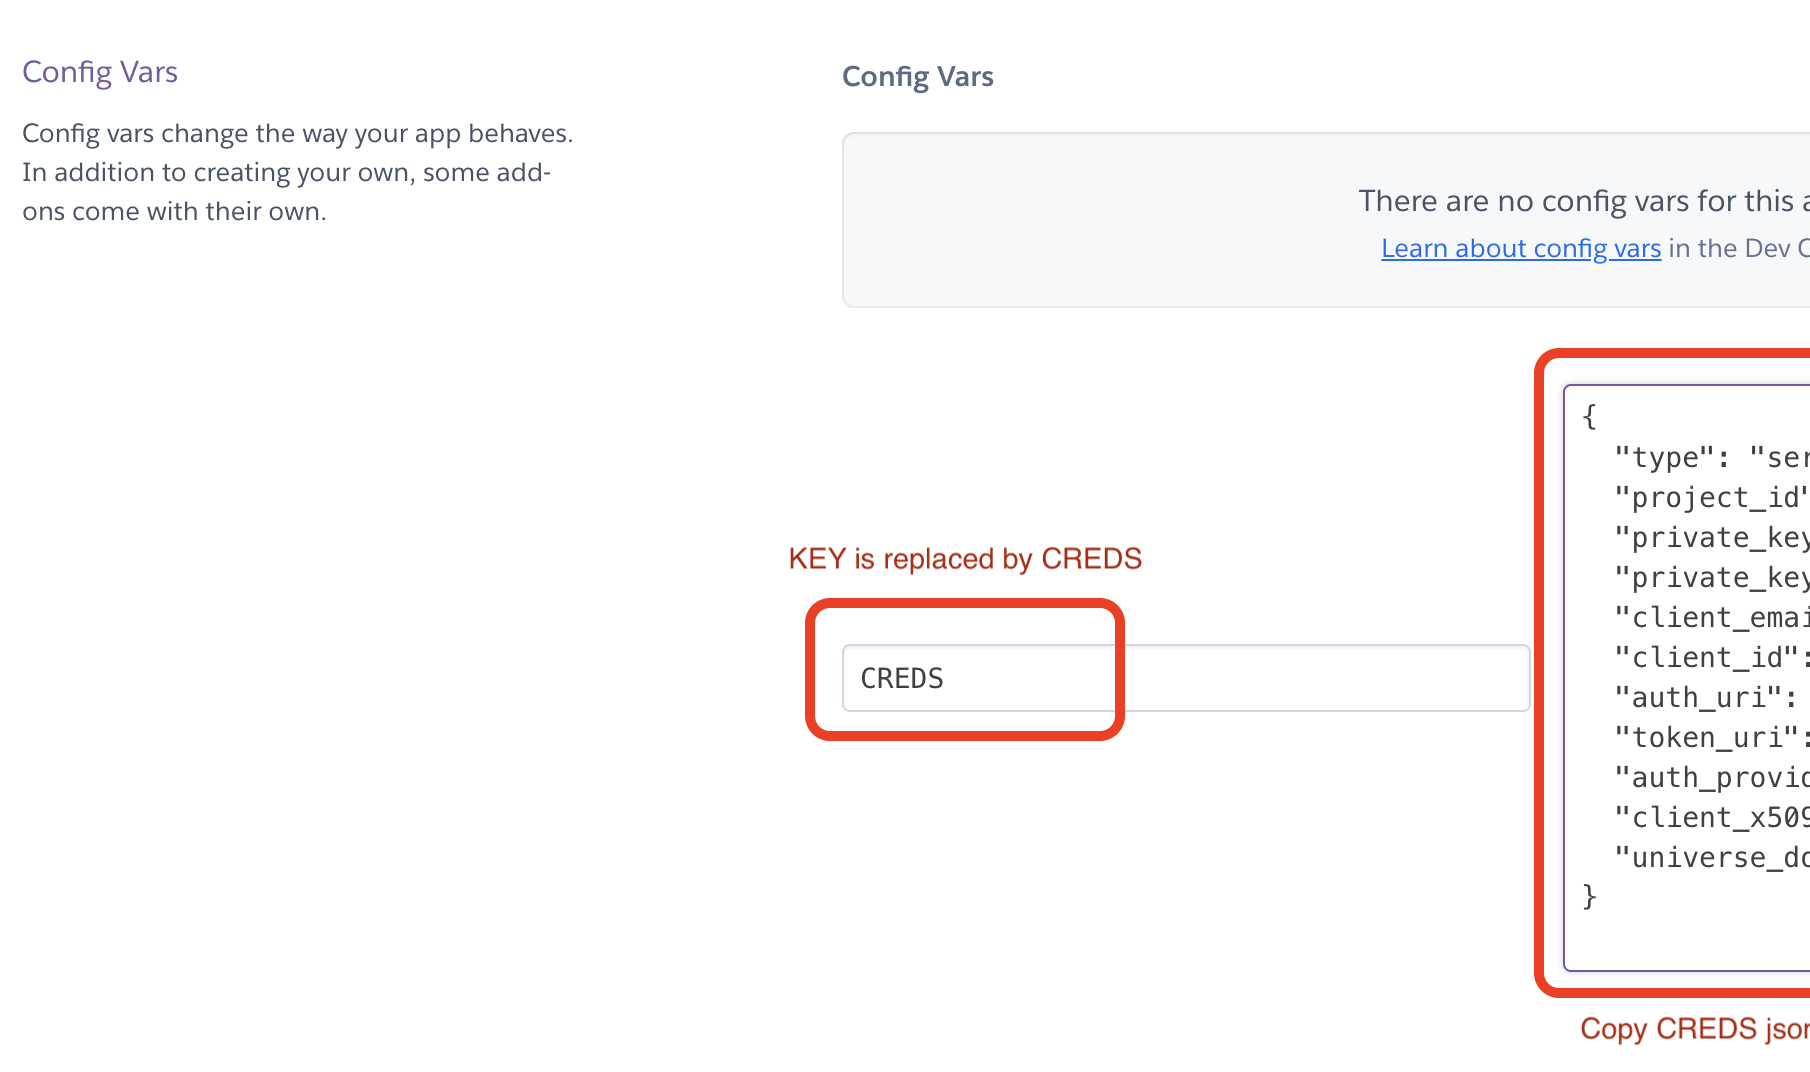 Config Vars
Config vars change the way your app behaves.
In addition to creating your own, some add-
ons come with their own.
Config Vars
There are no config vars for this
Learn about config vars in the Dev
KEY is replaced by CREDS
CREDS
{
"type": "ser
"project_id"
"private_key
"private_key
"client_emai
"client_id":
"auth_uri":
"token_uri":
"auth_provid
"client_x509
"universe_do
}
Copy CREDS json